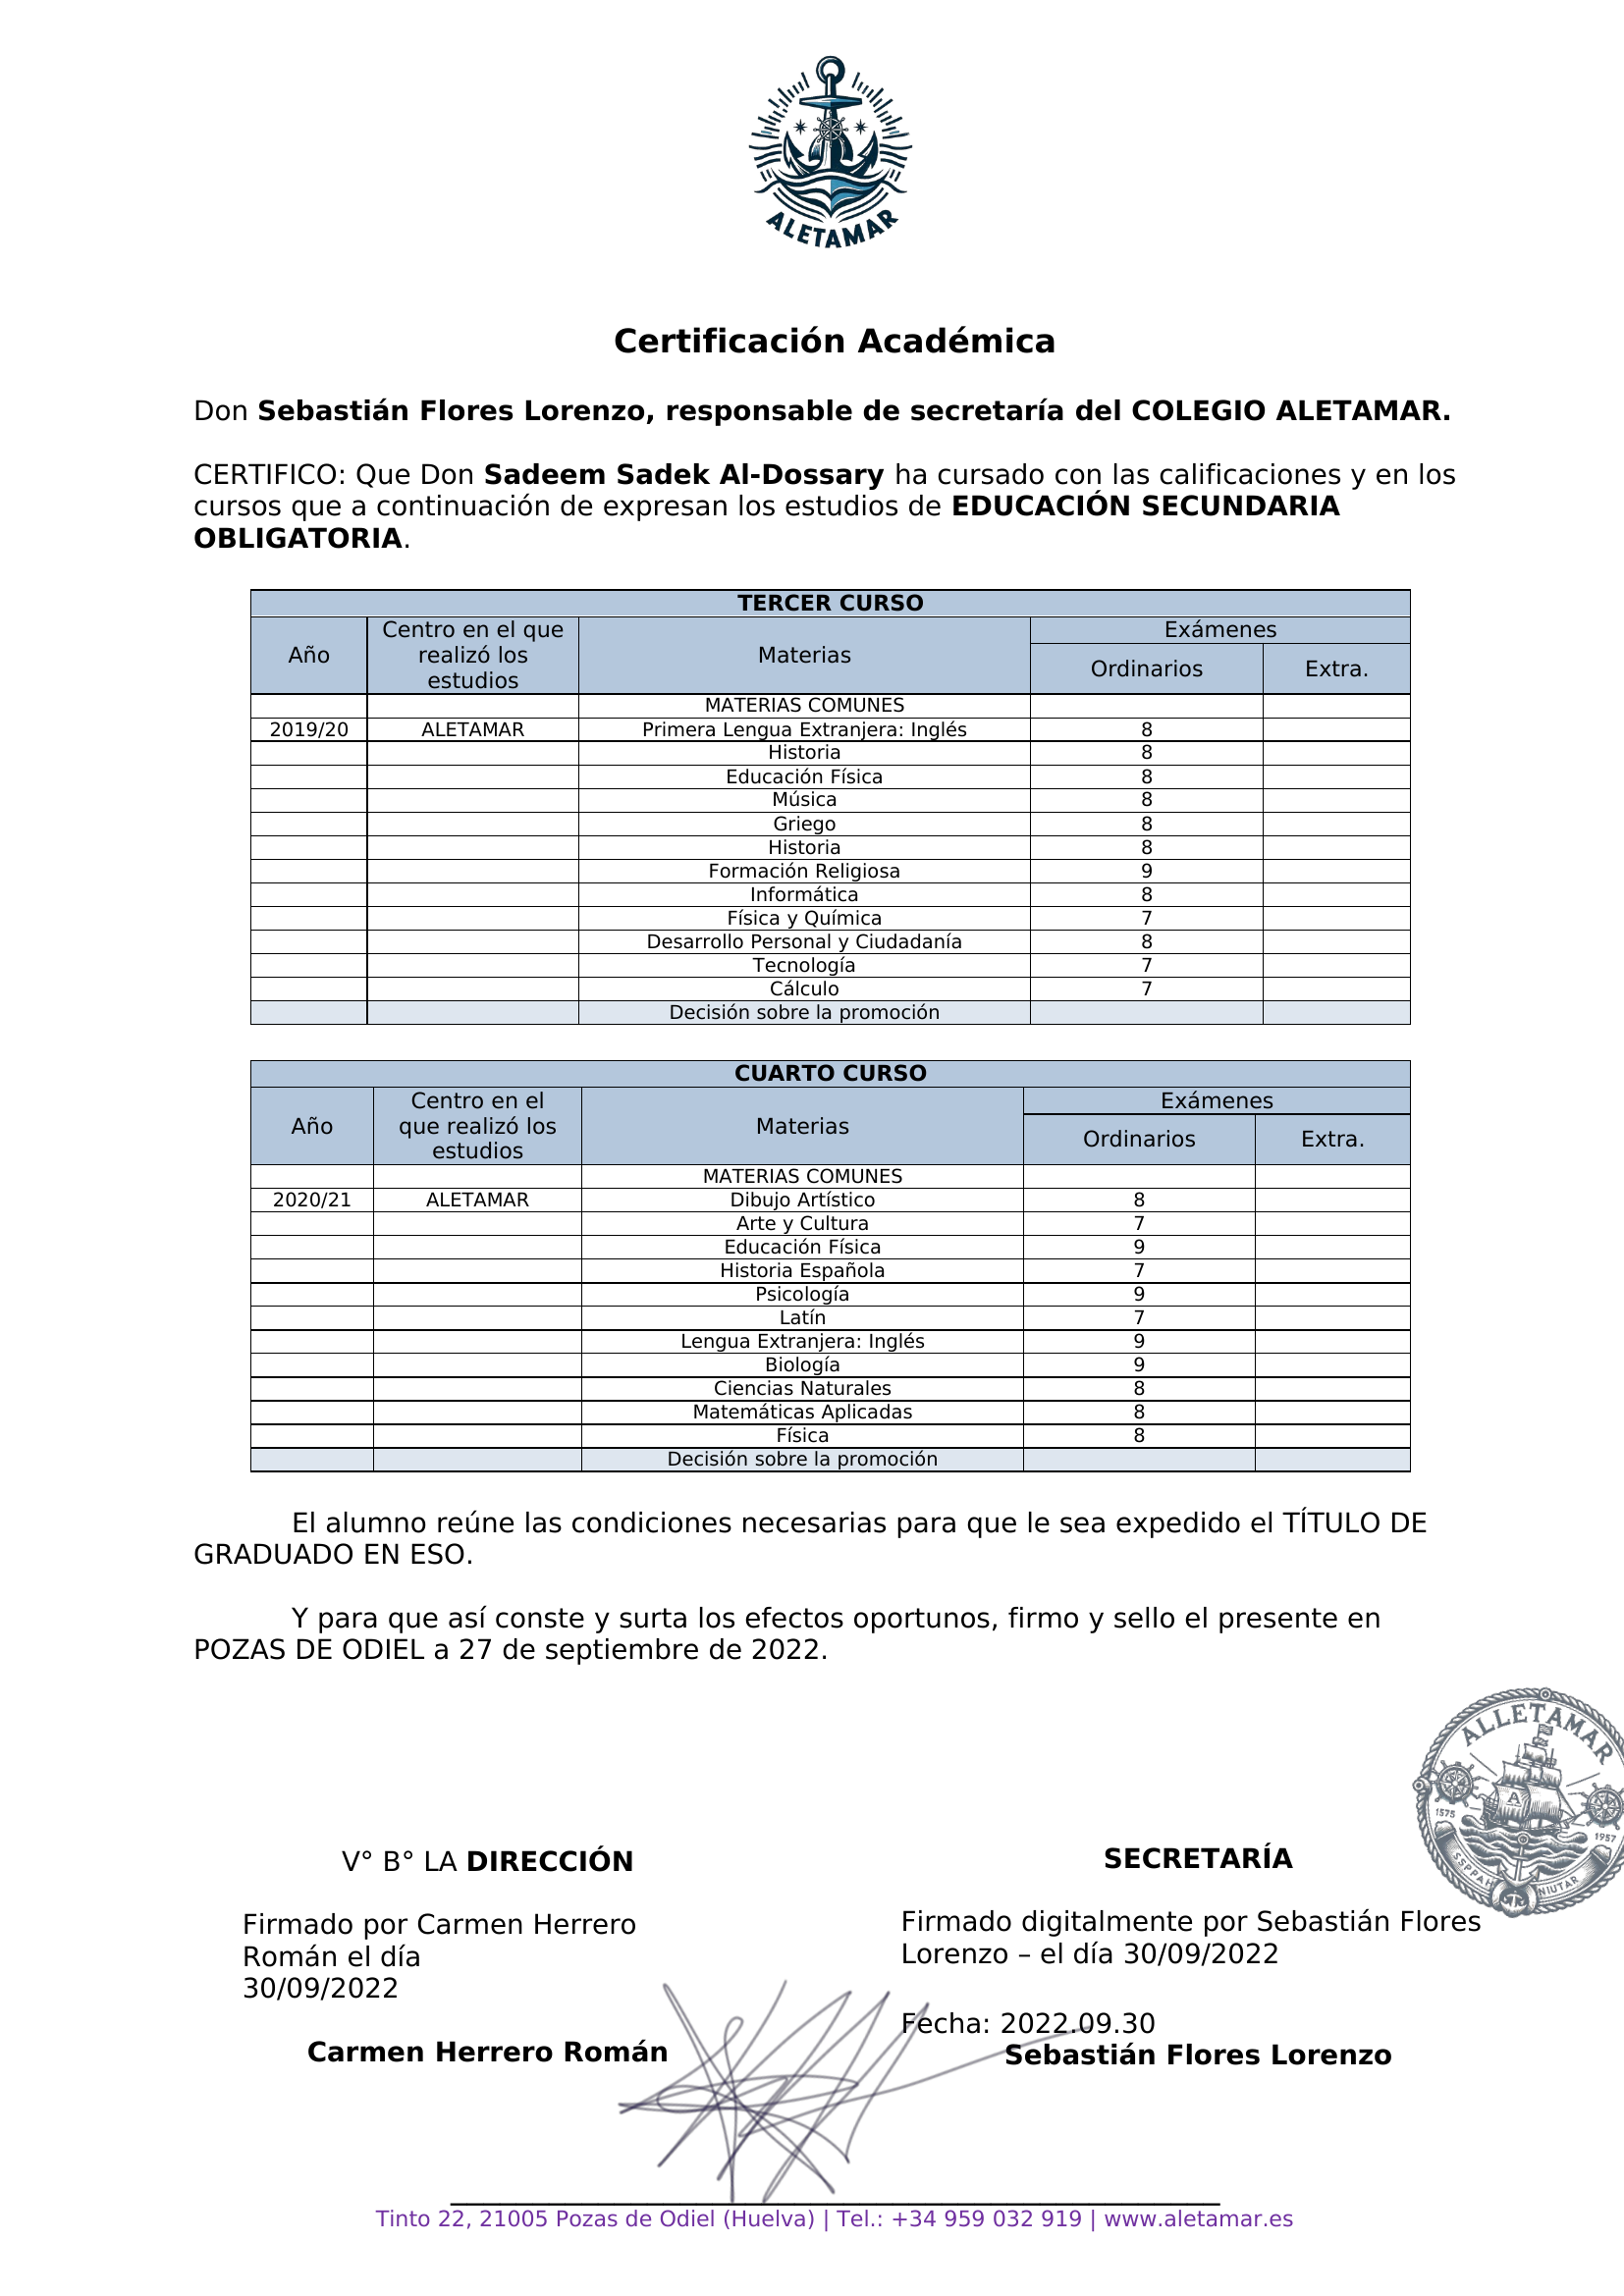 ALETAMAR
Certificación Académica
Don Sebastián Flores Lorenzo, responsable de secretaría del COLEGIO ALETAMAR.
CERTIFICO: Que Don Sadeem Sadek Al-Dossary ha cursado con las calificaciones y en los
cursos que a continuación de expresan los estudios de EDUCACIÓN SECUNDARIA
OBLIGATORIA.
TERCER CURSO
Año Centro en el que realizó los estudios Materias Exámenes
Ordinarios Extra.
MATERIAS COMUNES
2019/20 ALETAMAR Primera Lengua Extranjera: Inglés 8
Historia 8
Educación Física 8
Música 8
Griego 8
Historia 8
Formación Religiosa 9
Informática 8
Física y Química 7
Desarrollo Personal y Ciudadanía 8
Tecnología 7
Cálculo 7
Decisión sobre la promoción
CUARTO CURSO
Año Centro en el que realizó los estudios Materias Exámenes
Ordinarios Extra.
MATERIAS COMUNES
2020/21 ALETAMAR Dibujo Artístico 8
Arte y Cultura 7
Educación Física 9
Historia Española 7
Psicología 9
Latín 7
Lengua Extranjera: Inglés 9
Biología 9
Ciencias Naturales 8
Matemáticas Aplicadas 8
Física 8
Decisión sobre la promoción
El alumno reúne las condiciones necesarias para que le sea expedido el TÍTULO DE
GRADUADO EN ESO.
Y para que así conste y surta los efectos oportunos, firmo y sello el presente en
POZAS DE ODIEL a 27 de septiembre de 2022.
ALLETAMAR
A
1575
1957
SSPPAH NIUTAR
V° B° LA DIRECCIÓN
Firmado por Carmen Herrero
Román el día
30/09/2022
Carmen Herrero Román
SECRETARÍA
Firmado digitalmente por Sebastián Flores
Lorenzo – el día 30/09/2022
Fecha: 2022.09.30
Sebastián Flores Lorenzo
Tinto 22, 21005 Pozas de Odiel (Huelva) | Tel.: +34 959 032 919 | www.aletamar.es